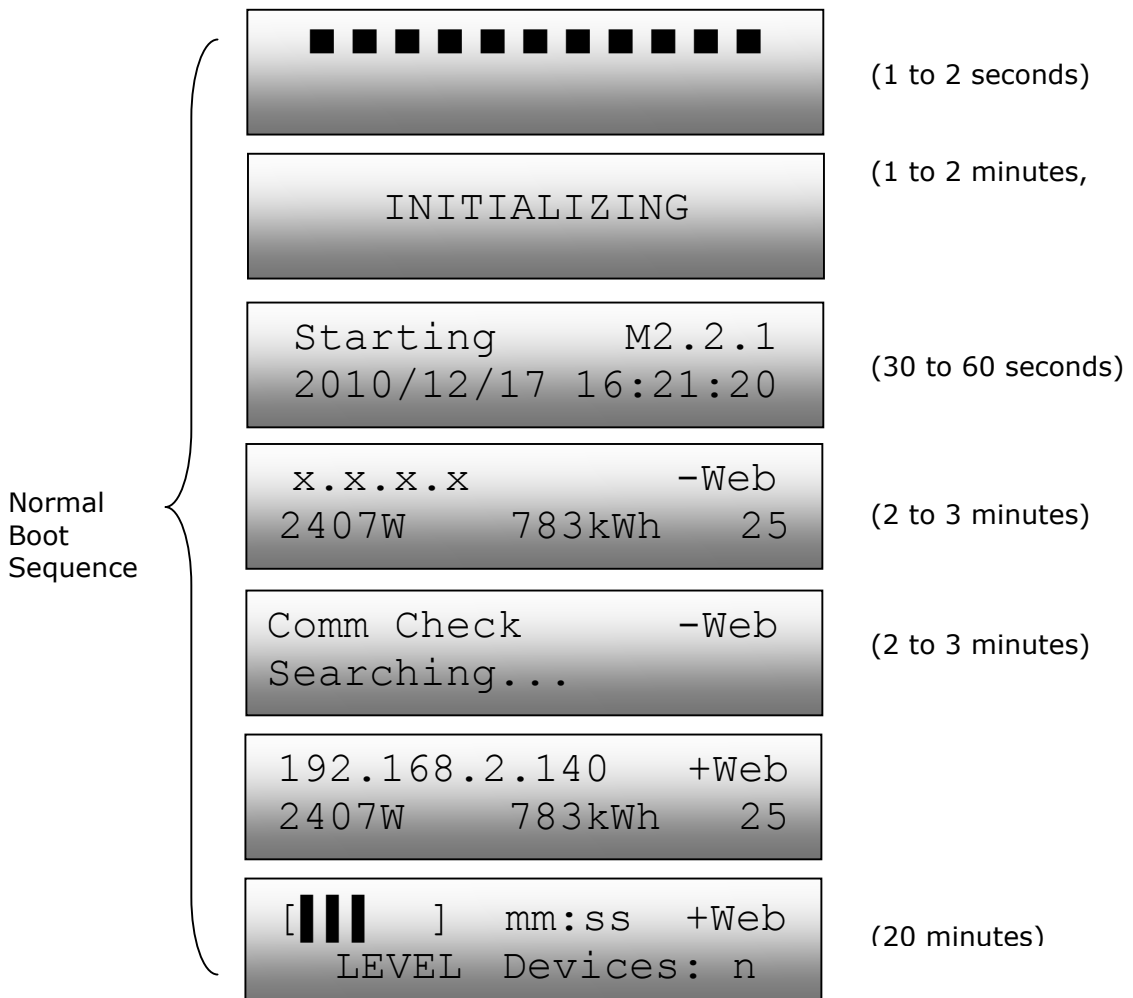 (1 to 2 seconds)
INITIALIZING
(1 to 2 minutes,
Starting M2.2.1
2010/12/17 16:21:20
(30 to 60 seconds)
x.x.x.x -Web
2407W 783kWh 25
(2 to 3 minutes)
Normal
Boot
Sequence
Comm Check -Web
Searching...
(2 to 3 minutes)
192.168.2.140 +Web
2407W 783kWh 25
[▌▌▌ ] mm:ss +Web
LEVEL Devices: n
(20 minutes)